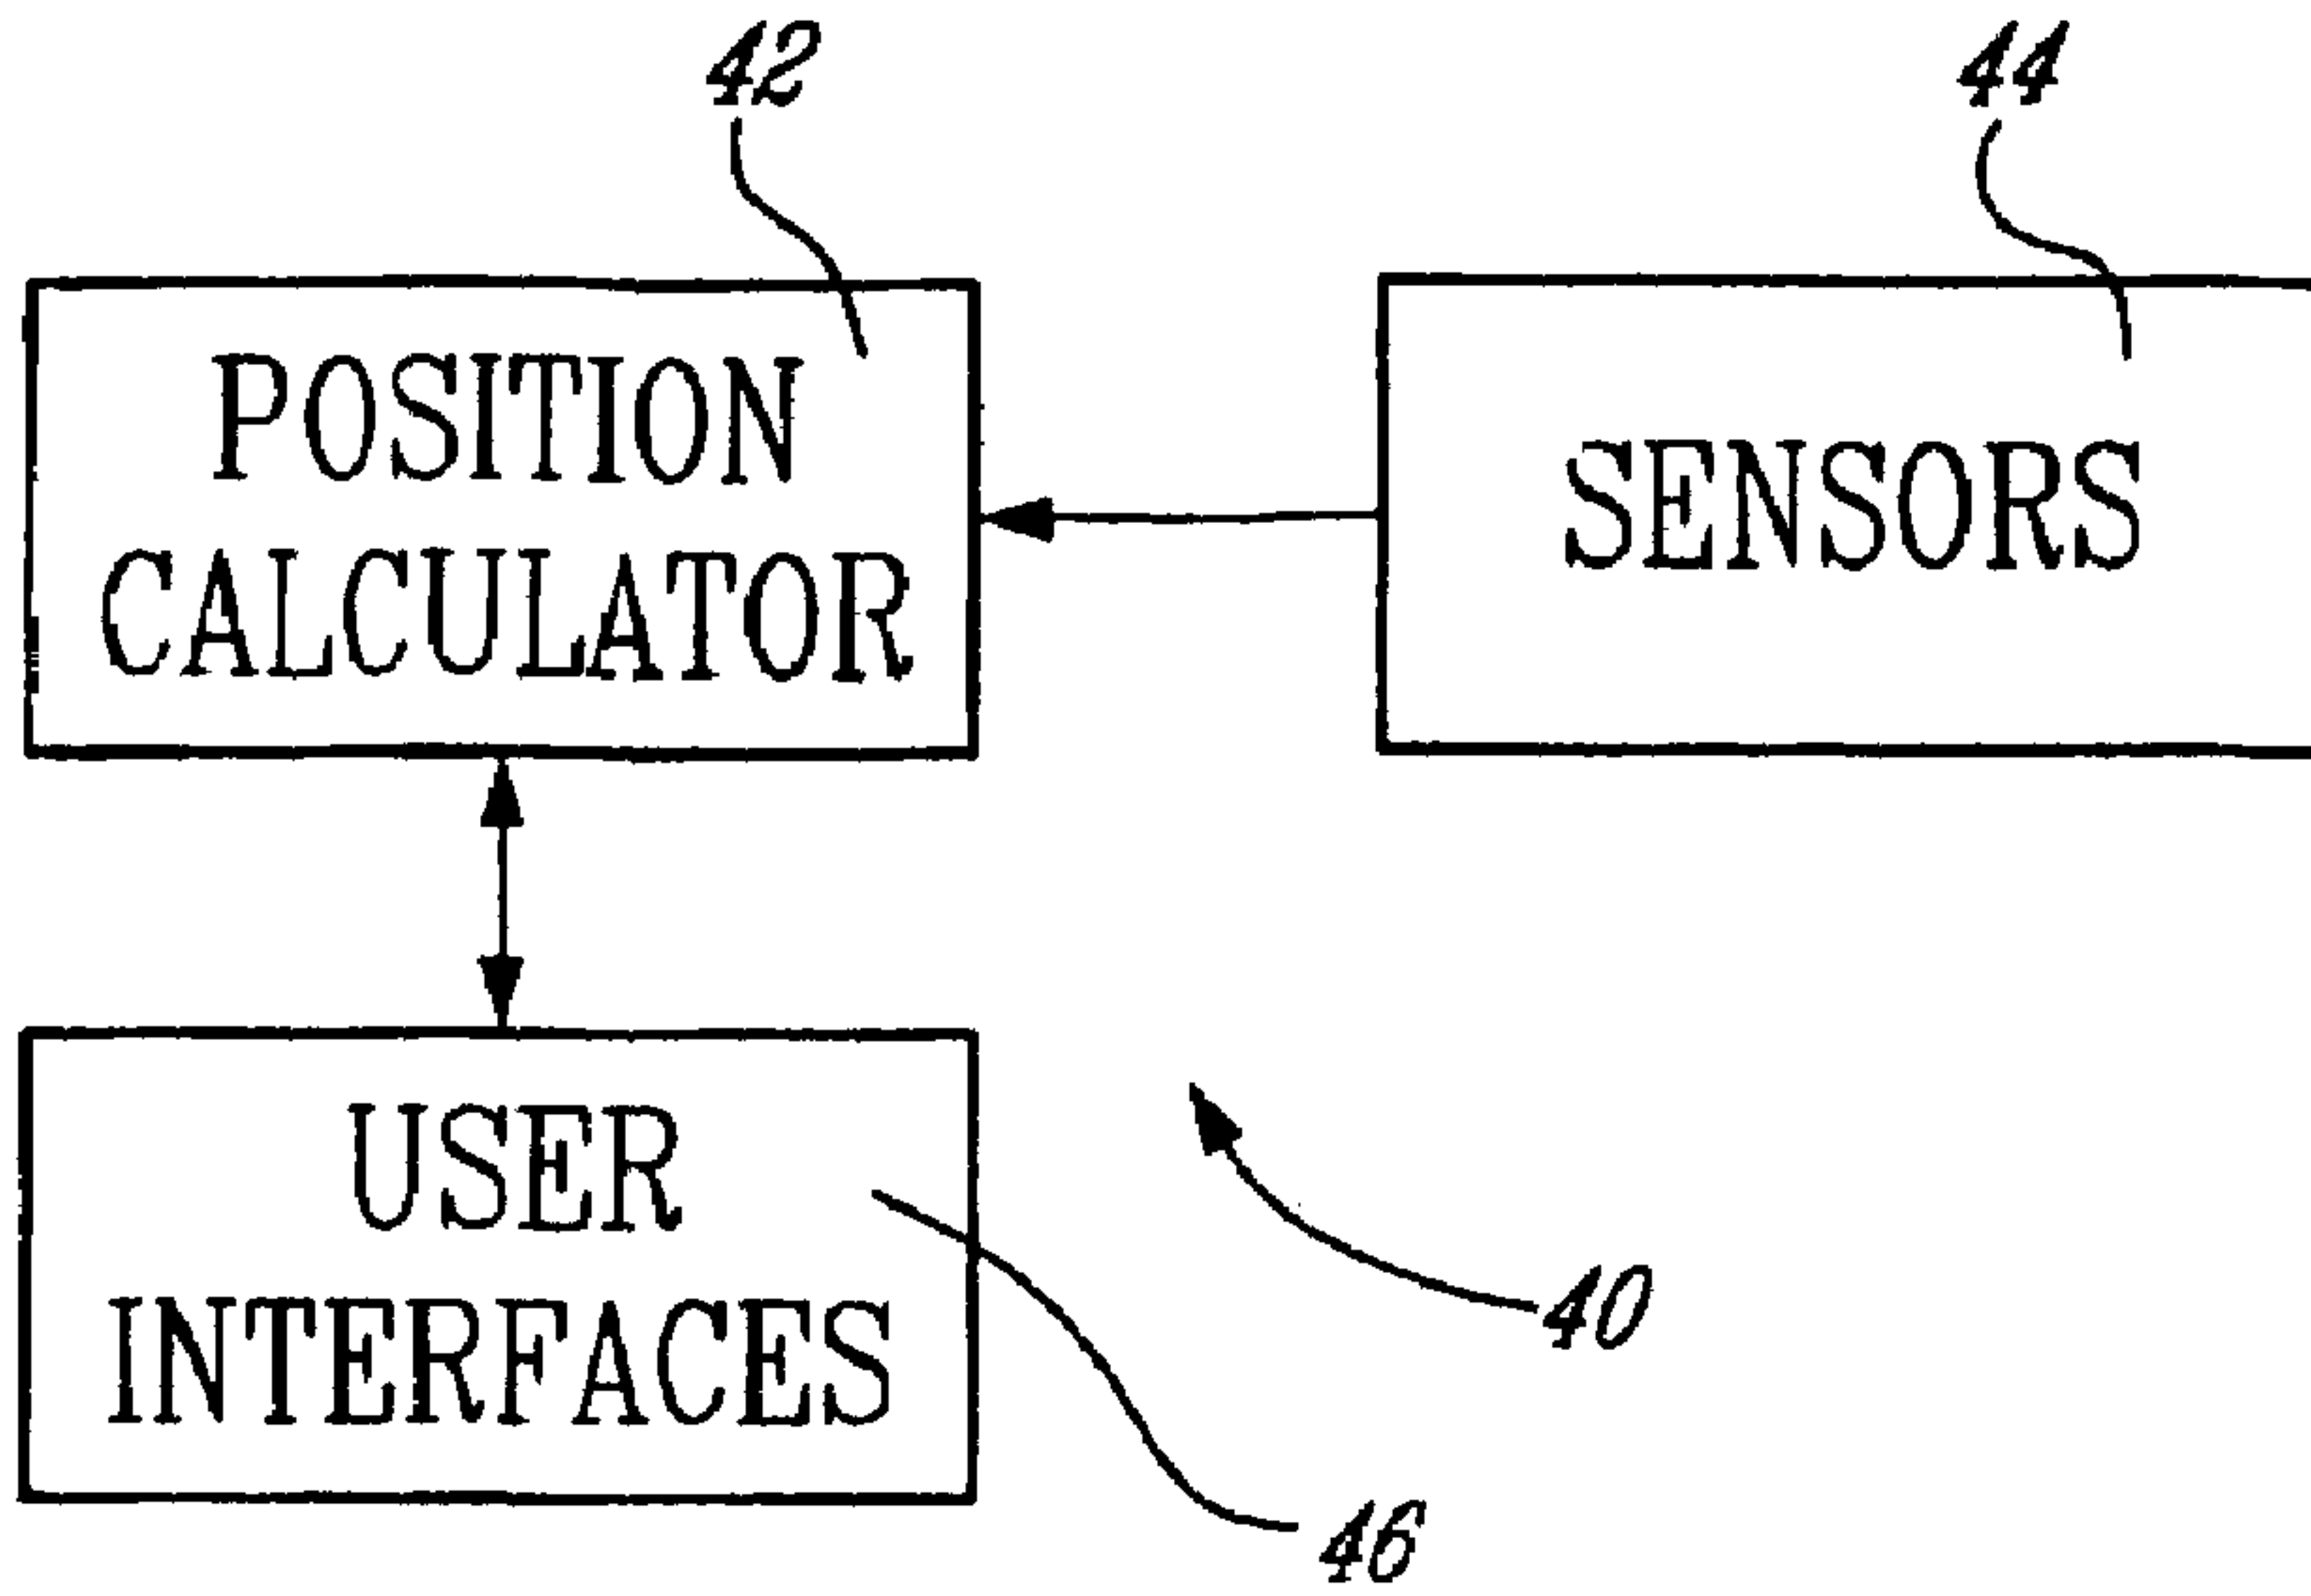 42
44
POSITION
CALCULATOR
SENSORS
USER
INTERFACES
40
46